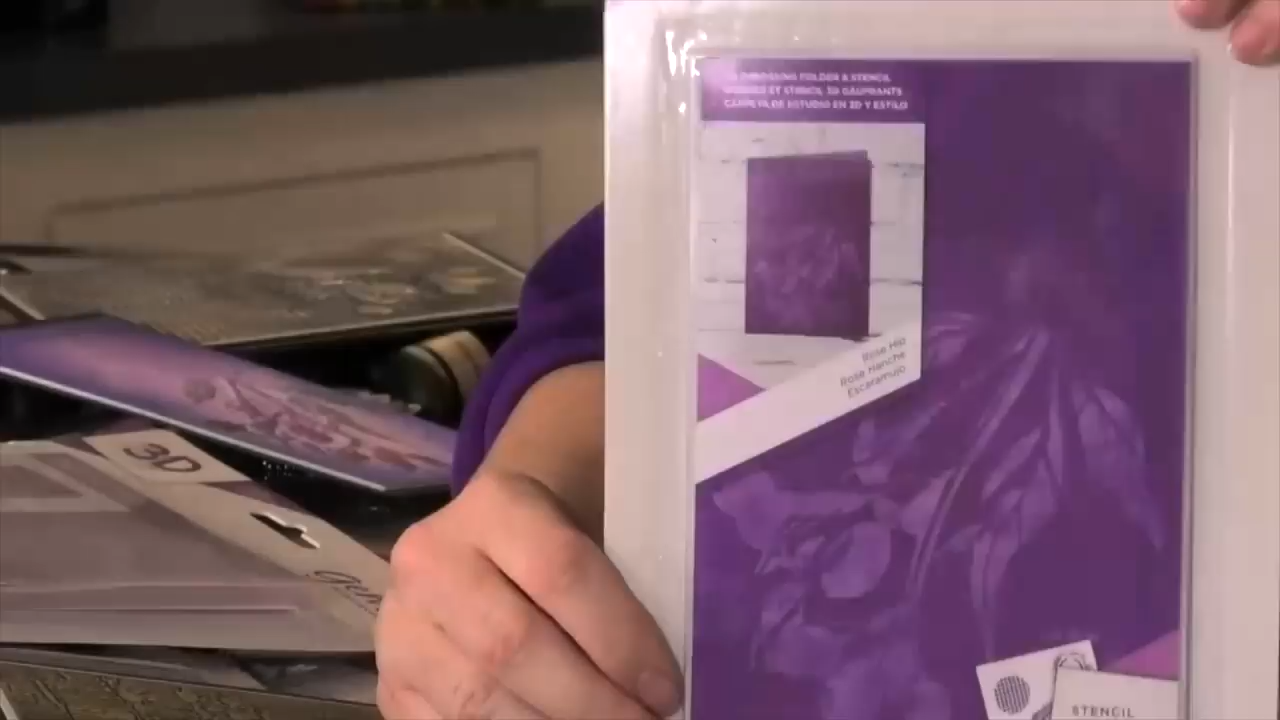 3D EMBOSSING FOLDER & STENCIL
ET STENCIL 3D GAUFRANTS
CARPETA DE ESTUDIO EN 3D Y ESTILO
Rose Hip
Rose Hanche
Escaramujo
3D
STENCIL